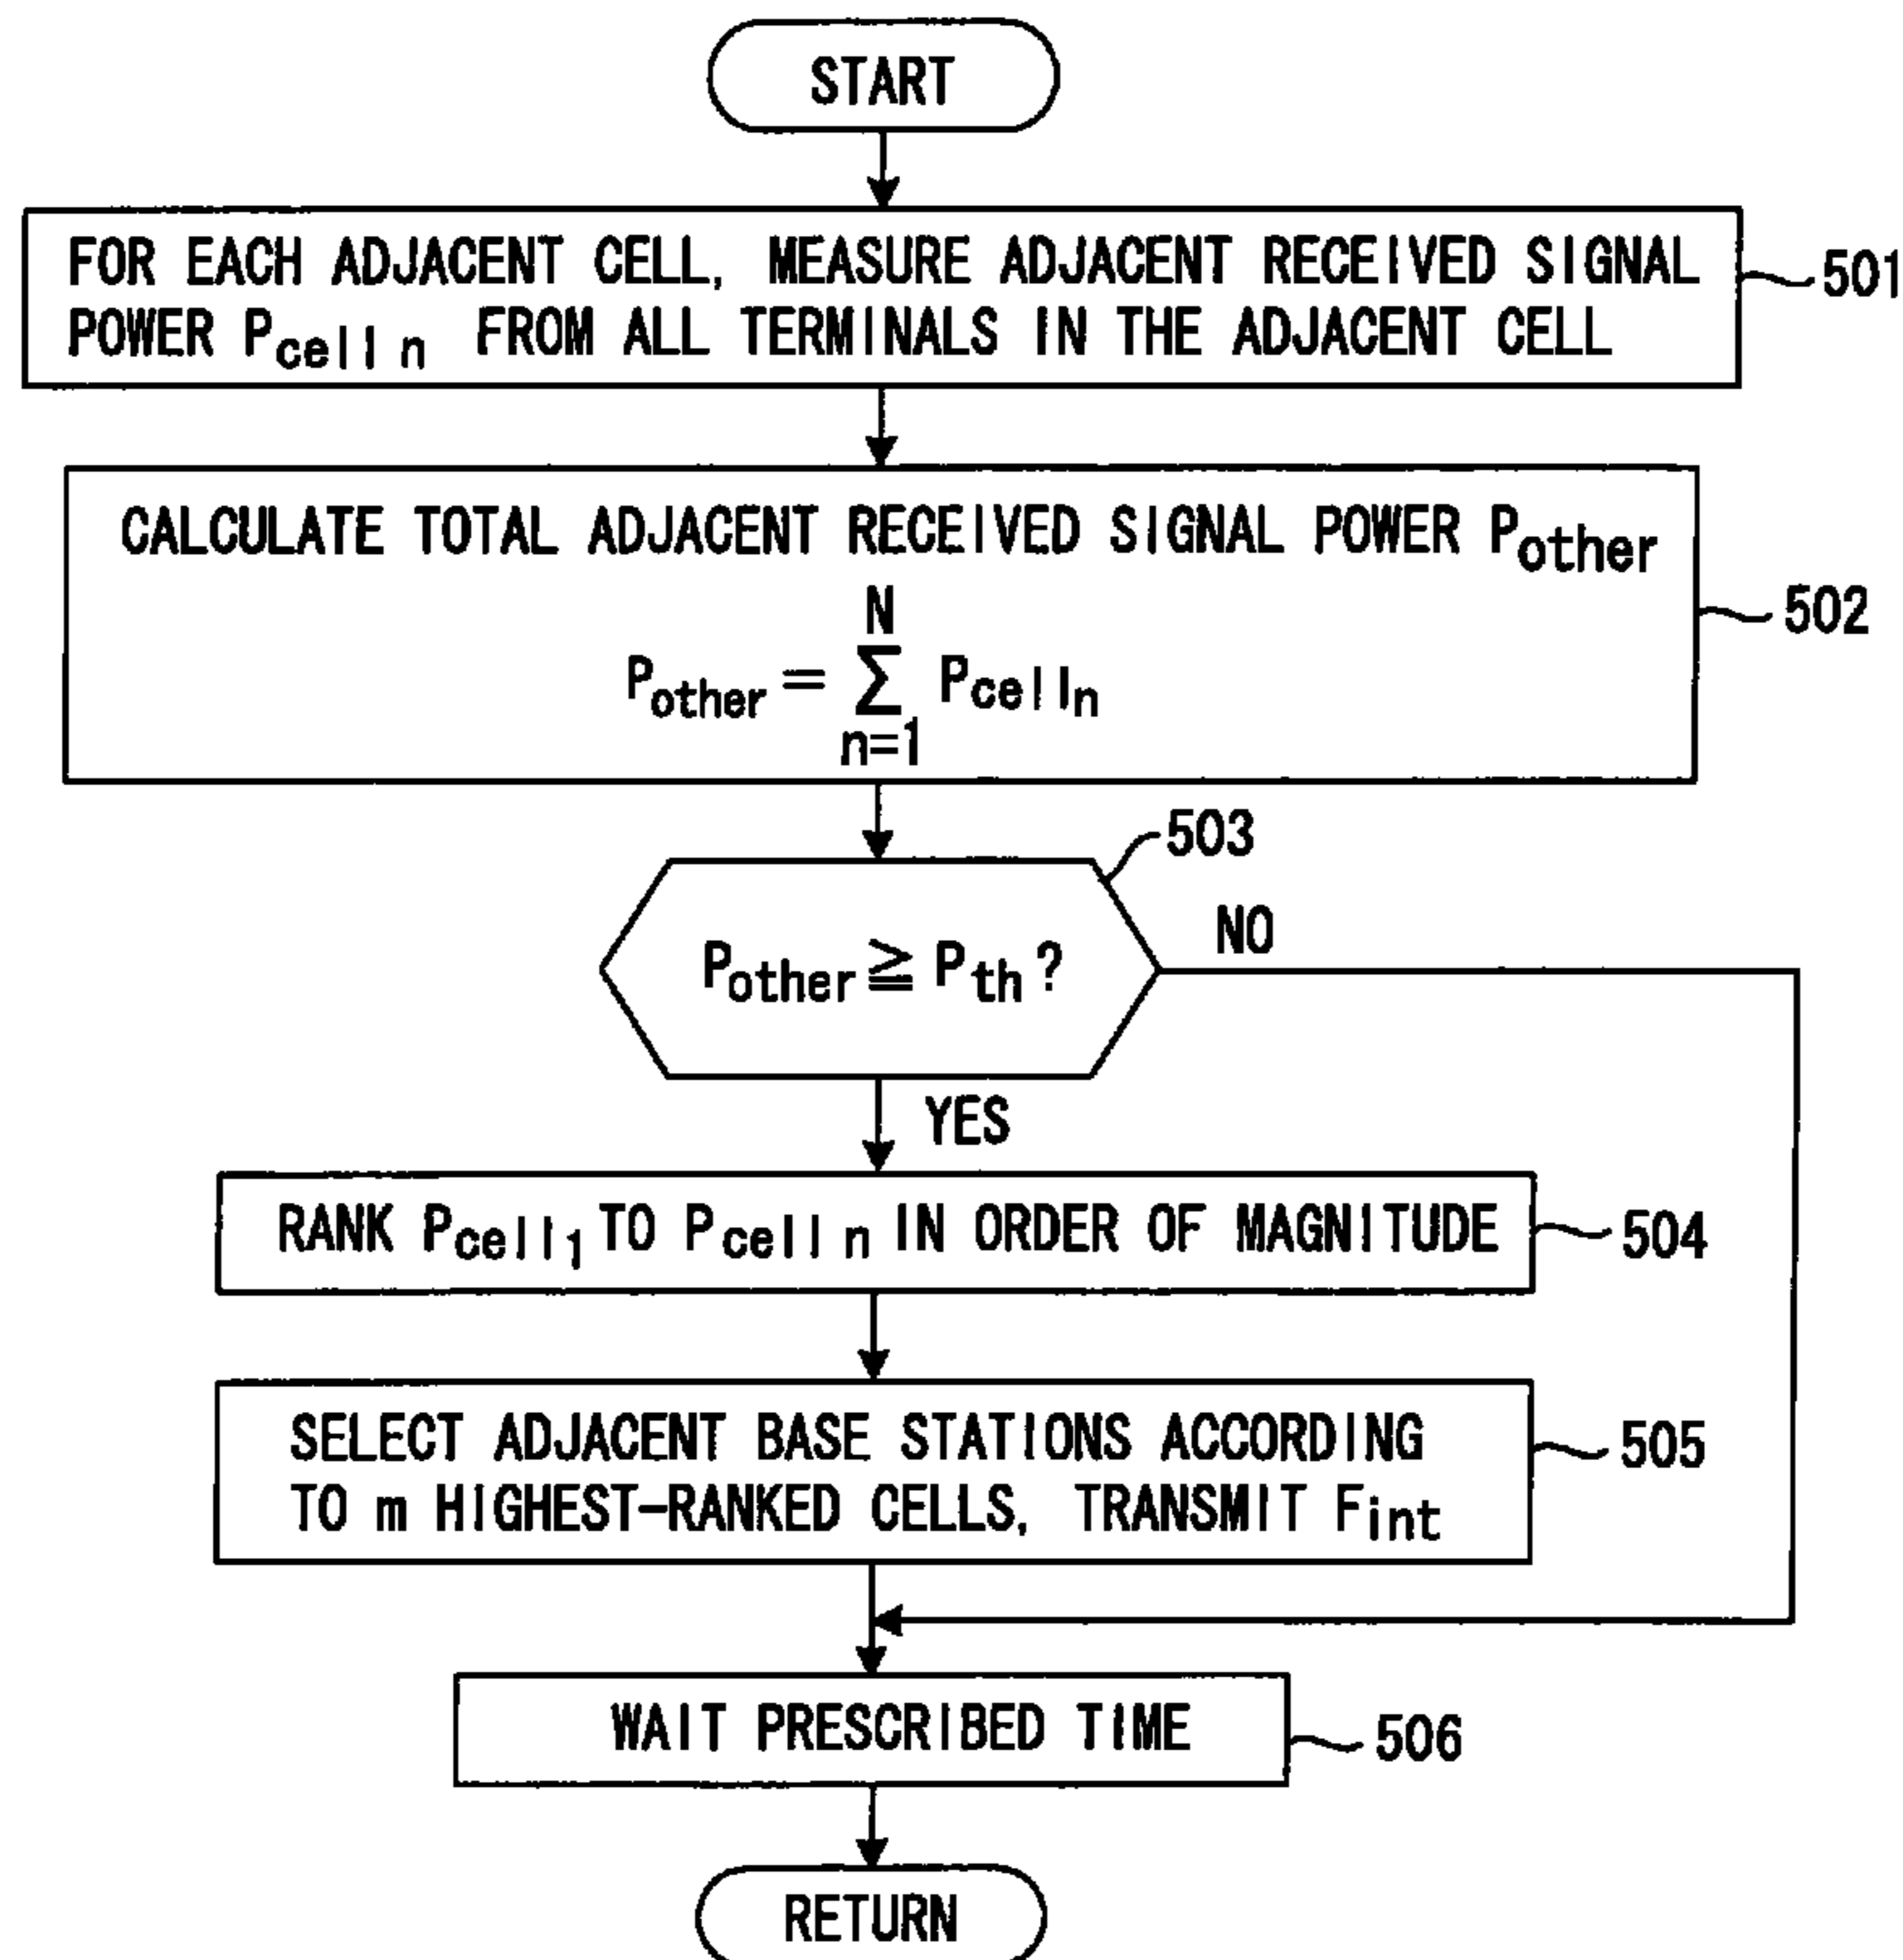 START
FOR EACH ADJACENT CELL, MEASURE ADJACENT RECEIVED SIGNAL
POWER Pcell n FROM ALL TERMINALS IN THE ADJACENT CELL
501
CALCULATE TOTAL ADJACENT RECEIVED SIGNAL POWER Pother
N
Pother = Σ Pcelln
n=1
502
503
Pother ≧ Pth ?
NO
YES
RANK Pcell1 TO Pcell n IN ORDER OF MAGNITUDE
504
SELECT ADJACENT BASE STATIONS ACCORDING
TO m HIGHEST-RANKED CELLS, TRANSMIT Fint
505
WAIT PRESCRIBED TIME
506
RETURN